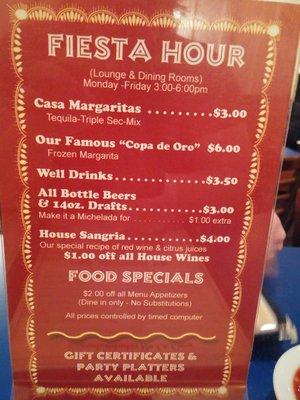 FIESTA HOUR
(Lounge & Dining Rooms)
Monday -Friday 3:00-6:00pm
Casa Margaritas ......... $3.00
Tequila-Triple Sec-Mix
Our Famous “Copa de Oro” $6.00
Frozen Margarita
Well Drinks ............. $3.50
All Bottle Beers
& 14oz. Drafts ........... $3.00
Make it a Michelada for ............ $1.00 extra
House Sangria ........... $4.00
Our special recipe of red wine & citrus juices
$1.00 off all House Wines
FOOD SPECIALS
$2.00 off all Menu Appetizers
(Dine in only - No Substitutions)
All prices controlled by timed computer
GIFT CERTIFICATES &
PARTY PLATTERS
AVAILABLE